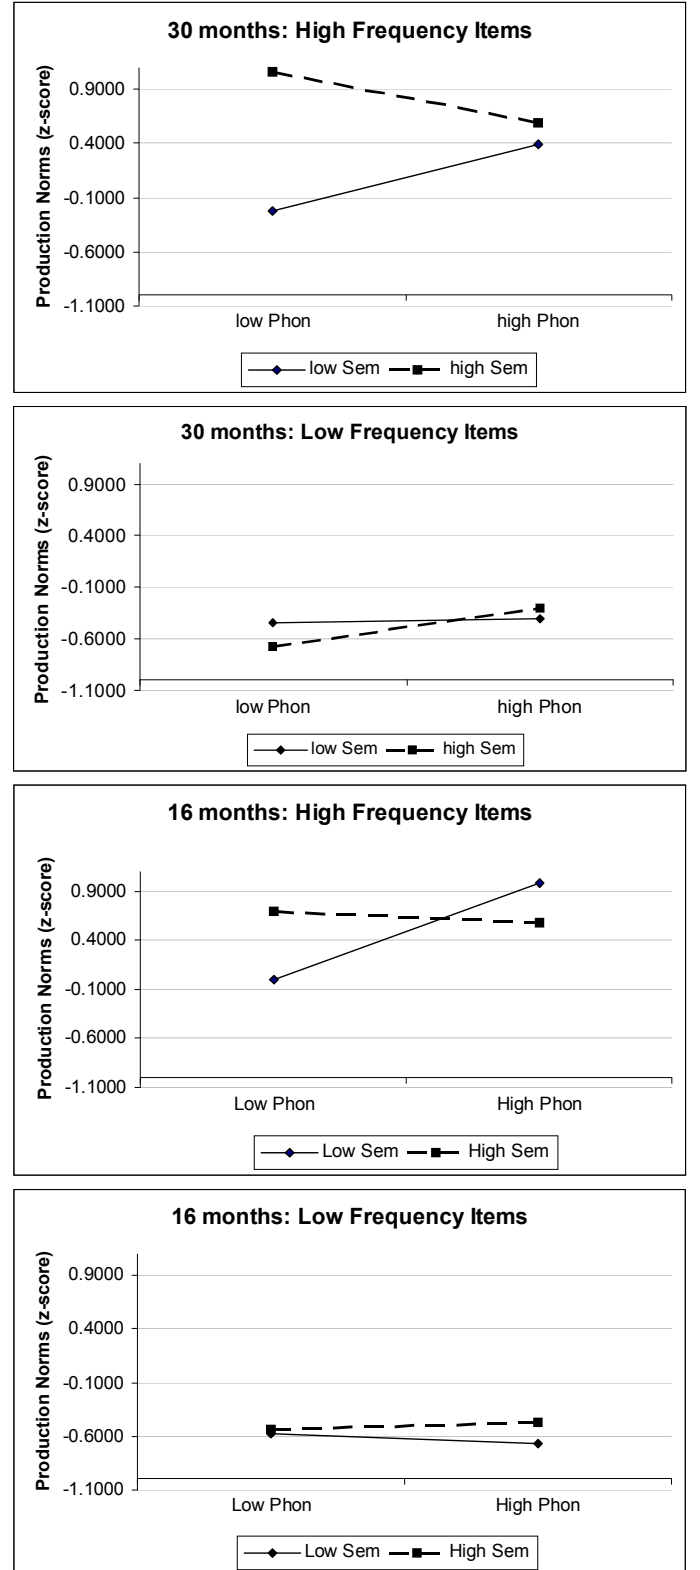 30 months: High Frequency Items
Production Norms (z-score)
0.9000
0.4000
-0.1000
-0.6000
-1.1000
low Phon high Phon
low Sem high Sem
30 months: Low Frequency Items
Production Norms (z-score)
0.9000
0.4000
-0.1000
-0.6000
-1.1000
low Phon high Phon
low Sem high Sem
16 months: High Frequency Items
Production Norms (z-score)
0.9000
0.4000
-0.1000
-0.6000
-1.1000
Low Phon High Phon
Low Sem High Sem
16 months: Low Frequency Items
Production Norms (z-score)
0.9000
0.4000
-0.1000
-0.6000
-1.1000
Low Phon High Phon
Low Sem High Sem